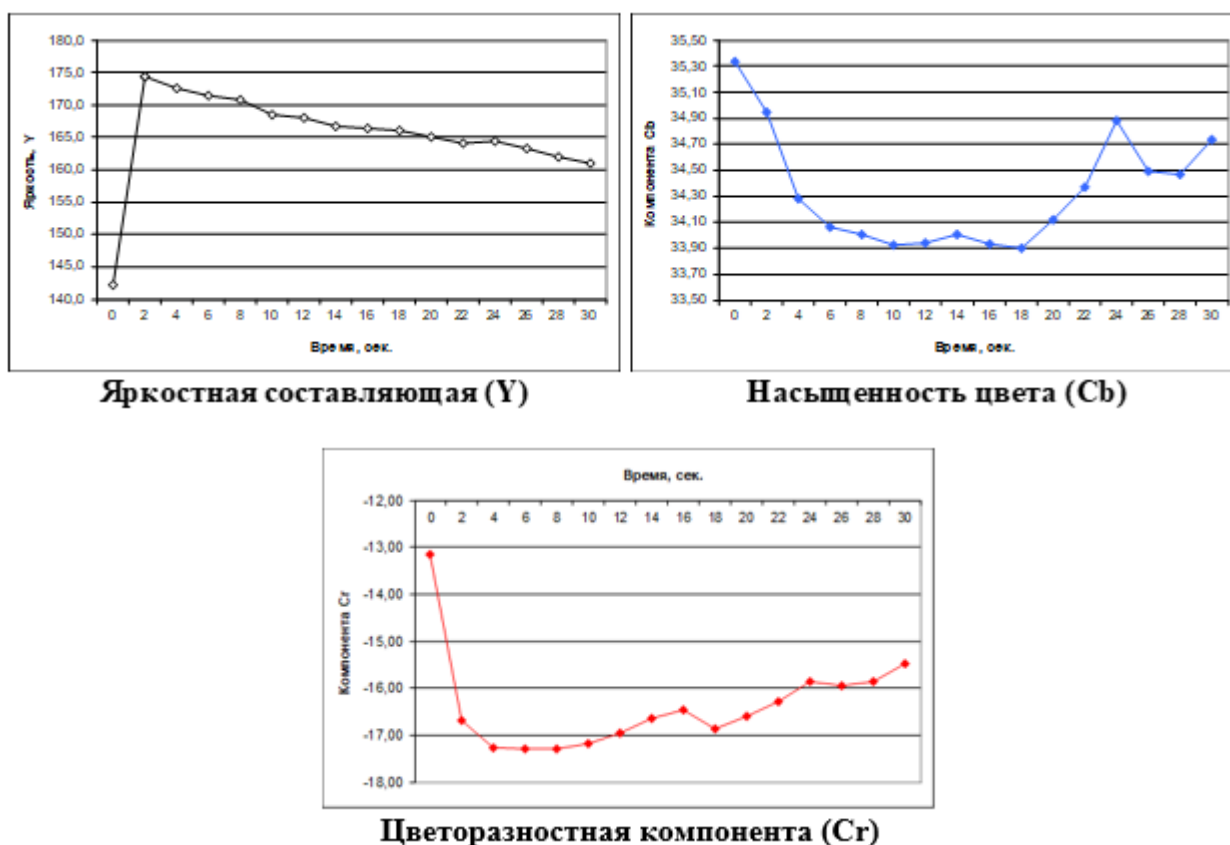 180,0
175,0
170,0
165,0
160,0
155,0
150,0
145,0
140,0
Яркость, Y
0 2 4 6 8 10 12 14 16 18 20 22 24 26 28 30
Время, сек.
Яркостная составляющая (Y)
35,50
35,30
35,10
34,90
34,70
34,50
34,30
34,10
33,90
33,70
33,50
Компонента Cb
0 2 4 6 8 10 12 14 16 18 20 22 24 26 28 30
Время, сек.
Насыщенность цвета (Cb)
Время, сек.
-12,00
0 2 4 6 8 10 12 14 16 18 20 22 24 26 28 30
-13,00
-14,00
-15,00
-16,00
-17,00
-18,00
Компонента Cr
Цветоразностная компонента (Cr)